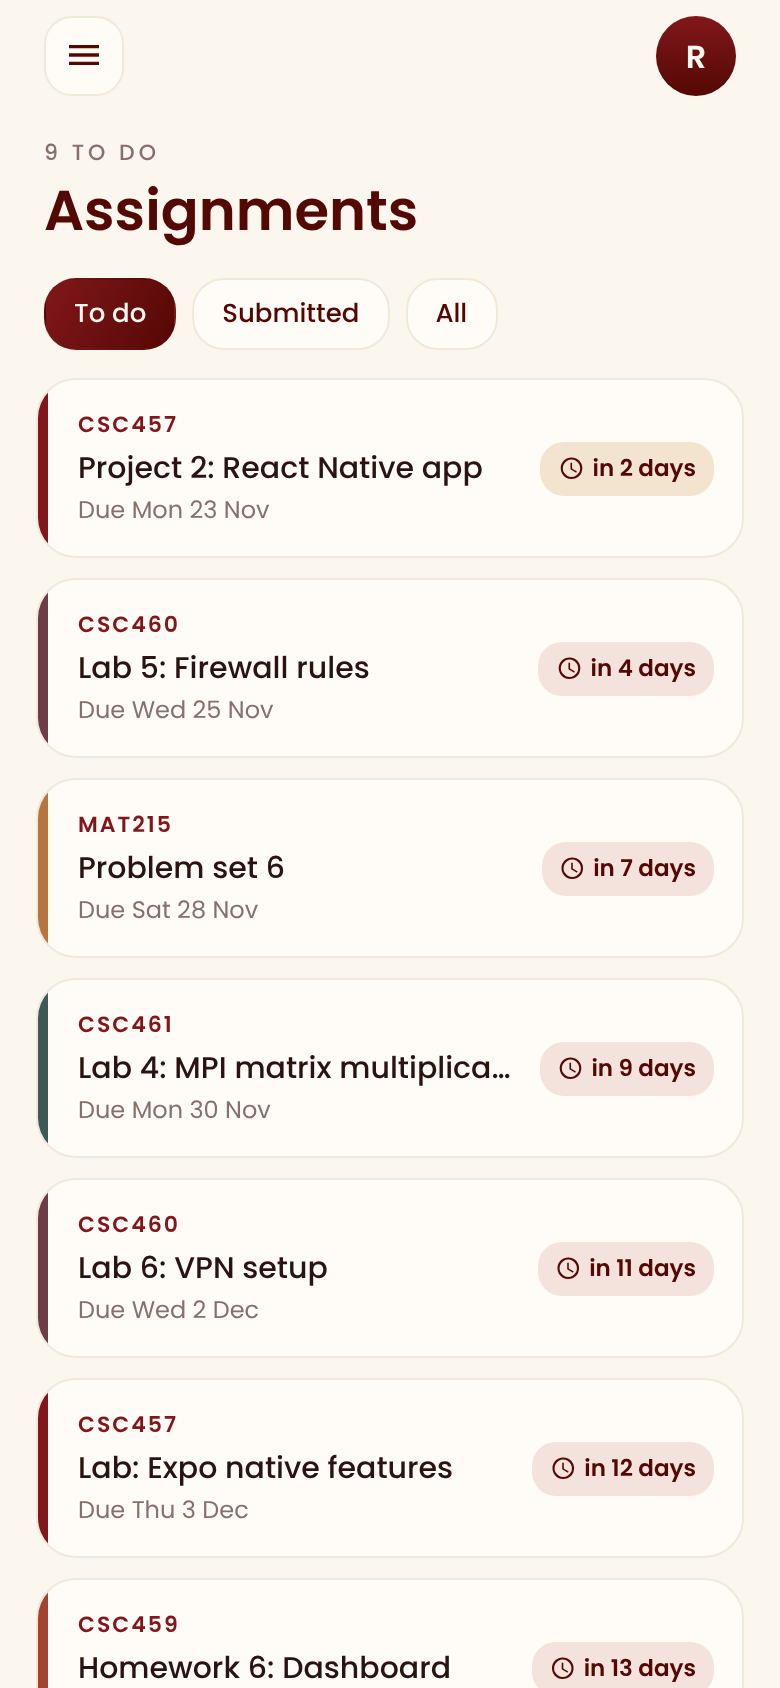 R
9 TO DO
Assignments
To do
Submitted
All
CSC457
Project 2: React Native app
in 2 days
Due Mon 23 Nov
CSC460
Lab 5: Firewall rules
in 4 days
Due Wed 25 Nov
MAT215
Problem set 6
in 7 days
Due Sat 28 Nov
CSC461
Lab 4: MPI matrix multiplica...
in 9 days
Due Mon 30 Nov
CSC460
Lab 6: VPN setup
in 11 days
Due Wed 2 Dec
CSC457
Lab: Expo native features
in 12 days
Due Thu 3 Dec
CSC459
Homework 6: Dashboard
in 13 days